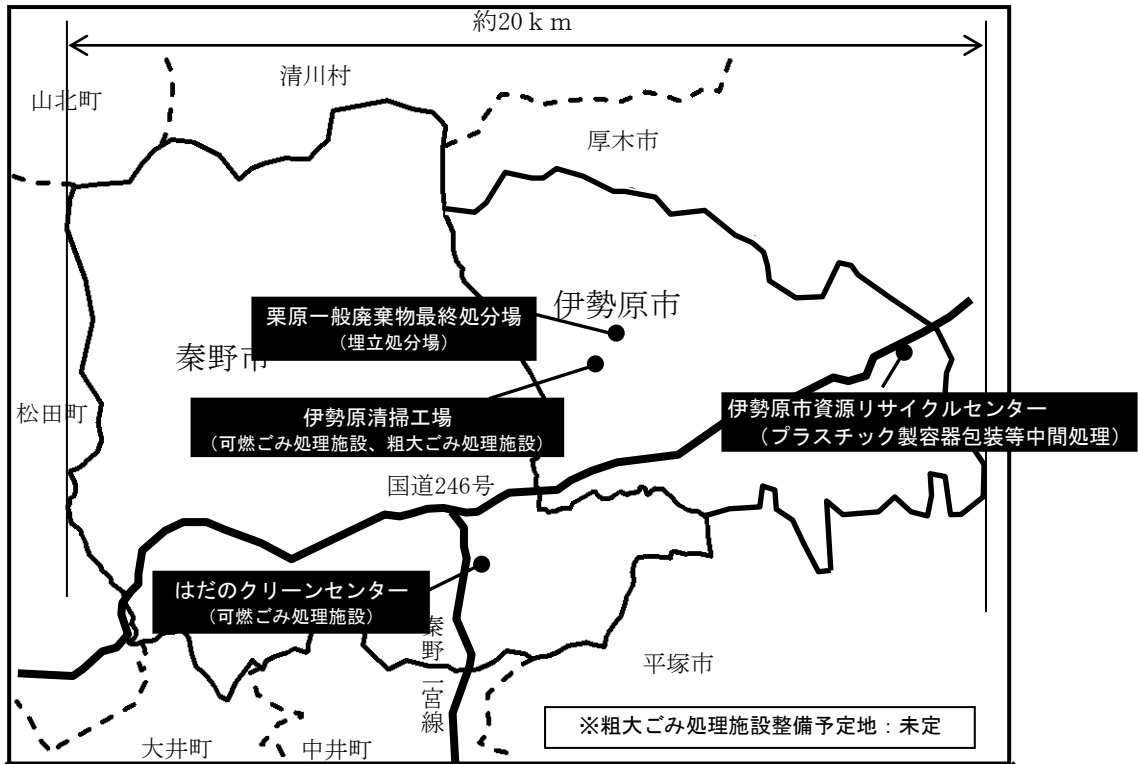 約20ｋｍ
清川村
山北町
厚木市
伊勢原市
栗原一般廃棄物最終処分場
（埋立処分場）
秦野市
松田町
伊勢原清掃工場
（可燃ごみ処理施設、粗大ごみ処理施設）
伊勢原市資源リサイクルセンター
（プラスチック製容器包装等中間処理）
国道246号
はだのクリーンセンター
（可燃ごみ処理施設）
秦野二宮線
平塚市
大井町
中井町
※粗大ごみ処理施設整備予定地：未定